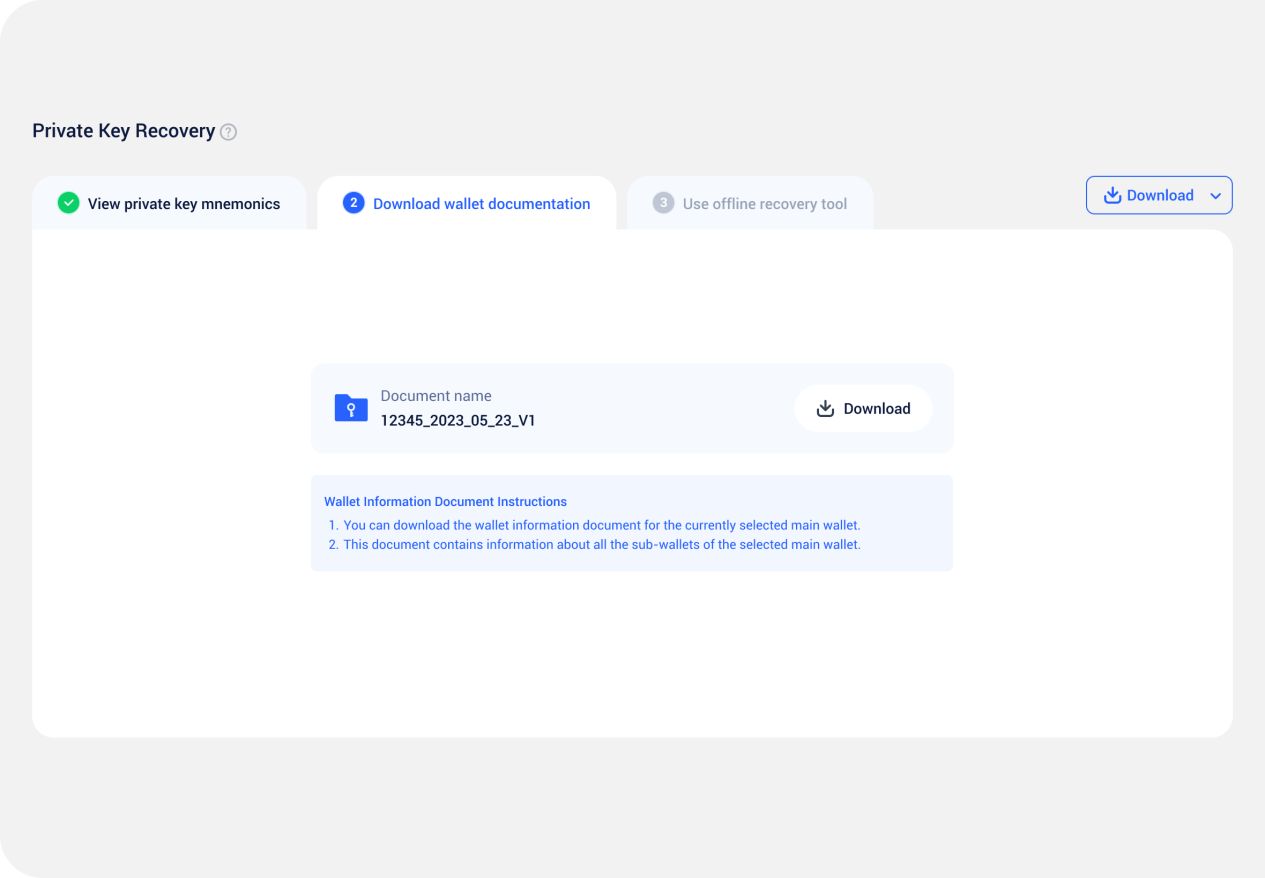 Private Key Recovery ?
View private key mnemonics
2 Download wallet documentation
3 Use offline recovery tool
Download
Document name
12345_2023_05_23_V1
Download
Wallet Information Document Instructions
1. You can download the wallet information document for the currently selected main wallet.
2. This document contains information about all the sub-wallets of the selected main wallet.